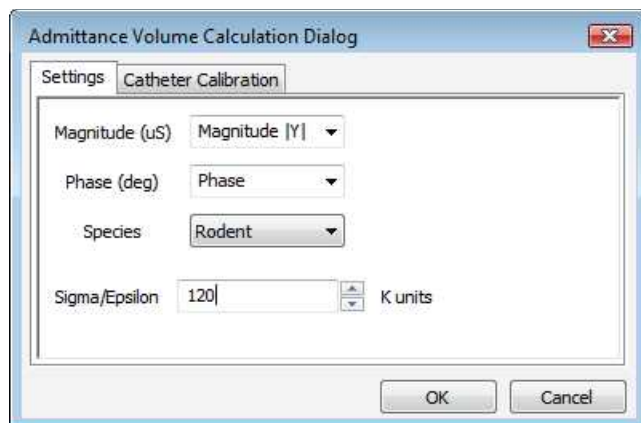 Admittance Volume Calculation Dialog
Settings Catheter Calibration
Magnitude (uS) Magnitude |Y|
Phase (deg) Phase
Species Rodent
Sigma/Epsilon 120 K units
OK Cancel